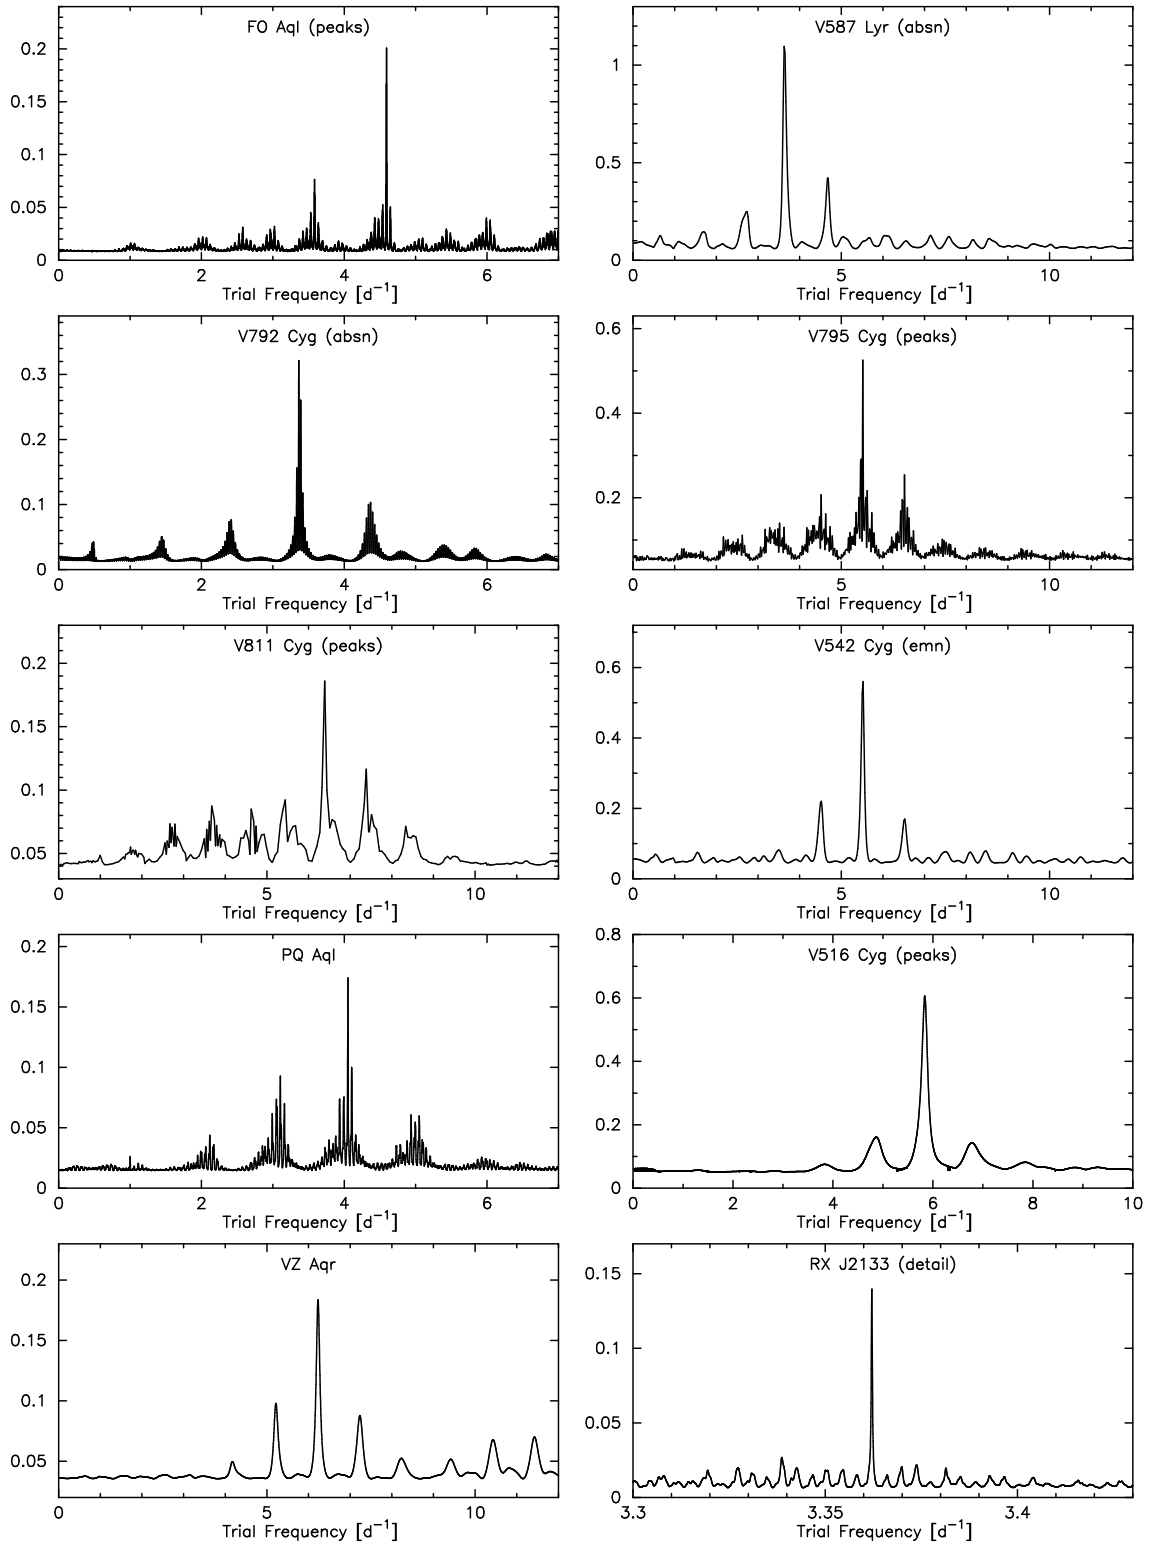 FO Aql (peaks)
0.2
0.15
0.1
0.05
0
0 2 4 6
Trial Frequency [d⁻¹]
V587 Lyr (absn)
1
0.5
0
0 5 10
Trial Frequency [d⁻¹]
V792 Cyg (absn)
0.3
0.2
0.1
0
0 2 4 6
Trial Frequency [d⁻¹]
V795 Cyg (peaks)
0.6
0.4
0.2
0 5 10
Trial Frequency [d⁻¹]
V811 Cyg (peaks)
0.2
0.15
0.1
0.05
0 5 10
Trial Frequency [d⁻¹]
V542 Cyg (emn)
0.6
0.4
0.2
0
0 5 10
Trial Frequency [d⁻¹]
PQ Aql
0.2
0.15
0.1
0.05
0
0 2 4 6
Trial Frequency [d⁻¹]
V516 Cyg (peaks)
0.8
0.6
0.4
0.2
0
0 2 4 6 8 10
Trial Frequency [d⁻¹]
VZ Aqr
0.2
0.15
0.1
0.05
0 5 10
Trial Frequency [d⁻¹]
RX J2133 (detail)
0.15
0.1
0.05
0
3.3 3.35 3.4
Trial Frequency [d⁻¹]